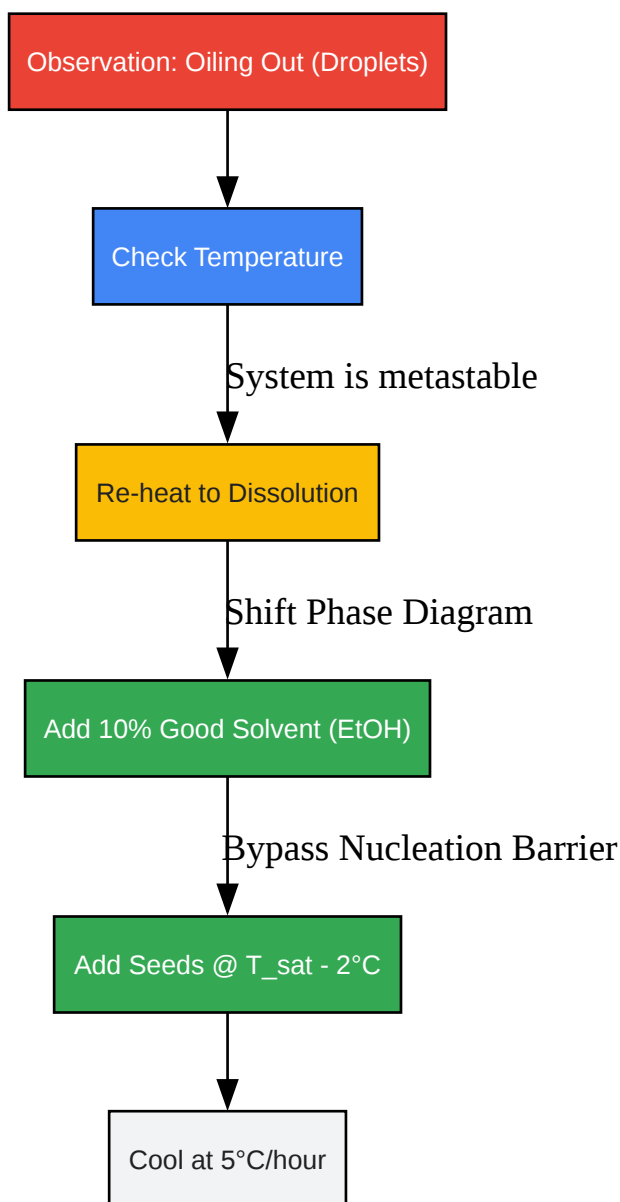 Observation: Oiling Out (Droplets)
Check Temperature
System is metastable
Re-heat to Dissolution
Shift Phase Diagram
Add 10% Good Solvent (EtOH)
Bypass Nucleation Barrier
Add Seeds @ T_sat - 2°C
Cool at 5°C/hour